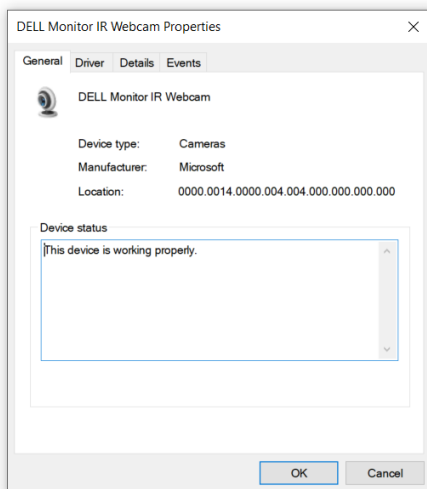 DELL Monitor IR Webcam Properties
General Driver Details Events
DELL Monitor IR Webcam
Device type: Cameras
Manufacturer: Microsoft
Location: 0000.0014.0000.004.004.000.000.000.000
Device status
This device is working properly.
OK Cancel